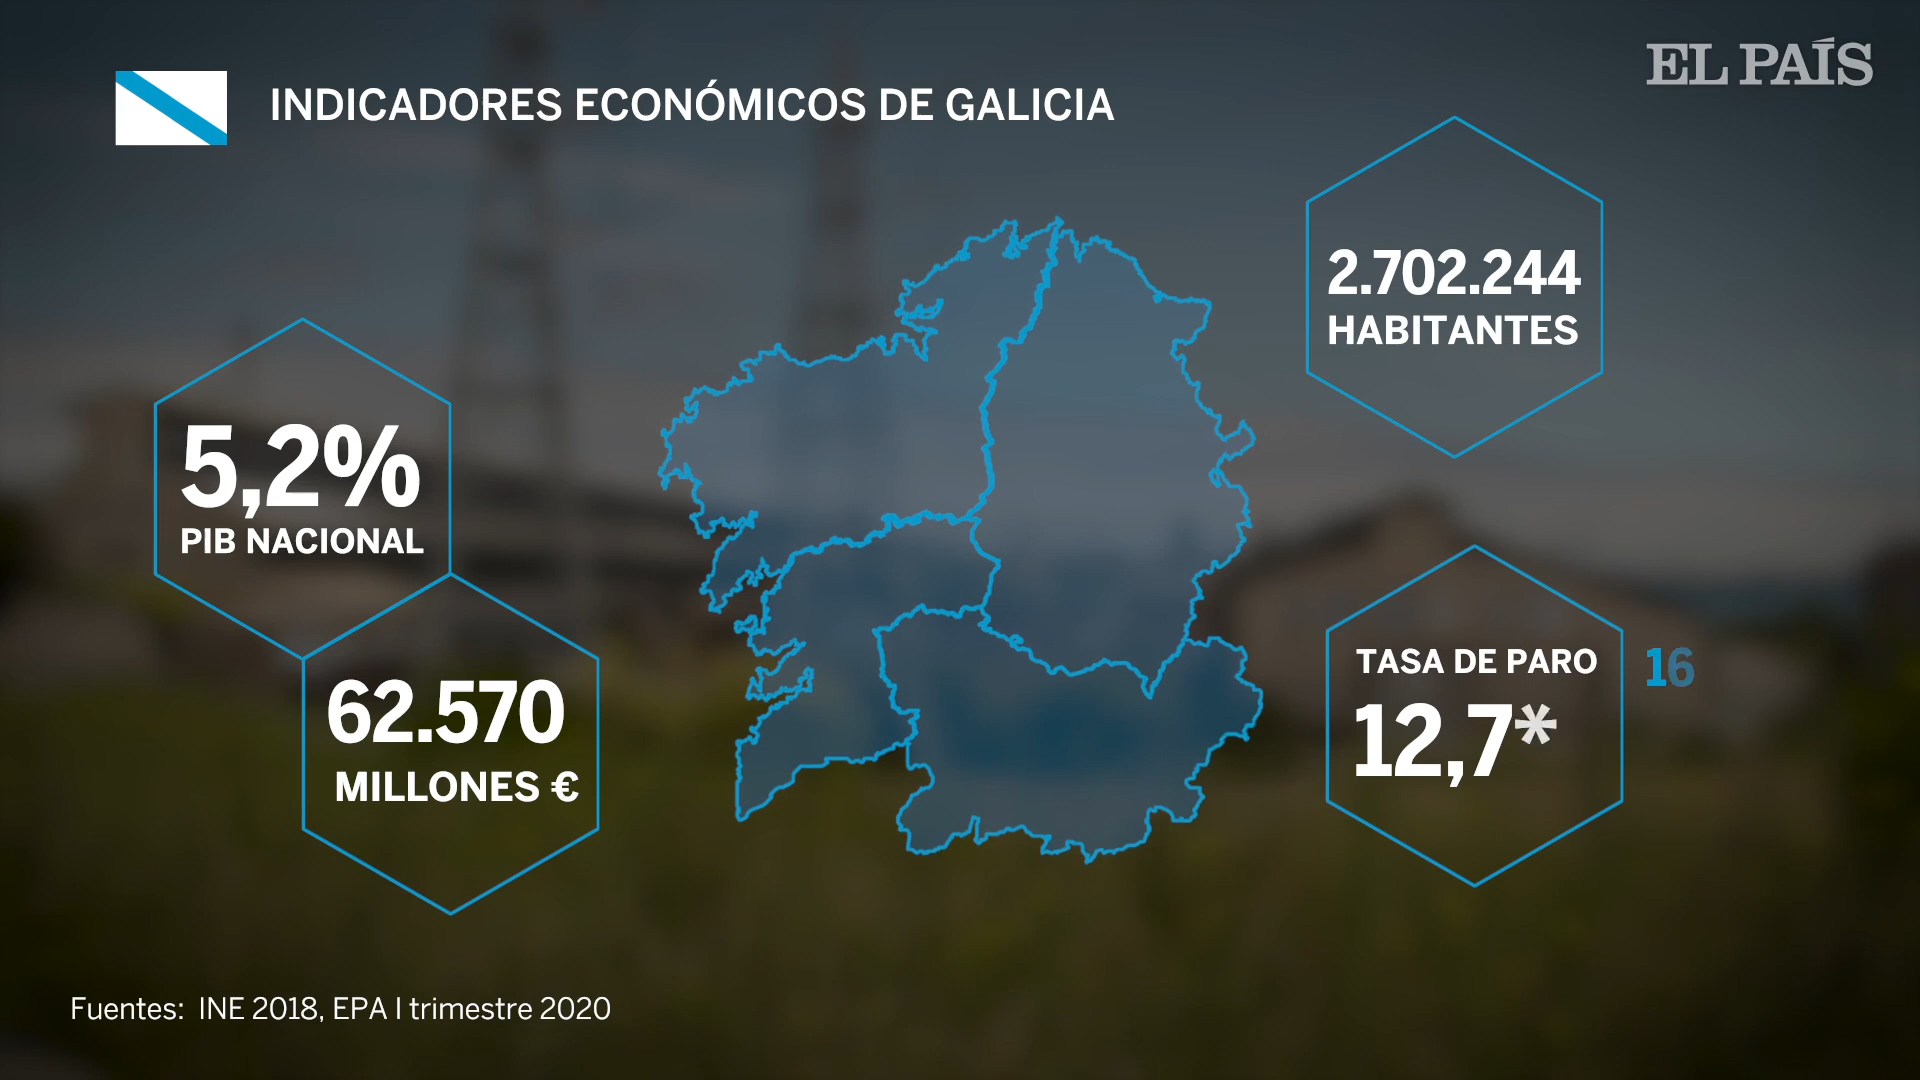 EL PAÍS
INDICADORES ECONÓMICOS DE GALICIA
2.702.244
HABITANTES
5,2%
PIB NACIONAL
62.570
MILLONES €
TASA DE PARO
12,7*
16
Fuentes: INE 2018, EPA I trimestre 2020